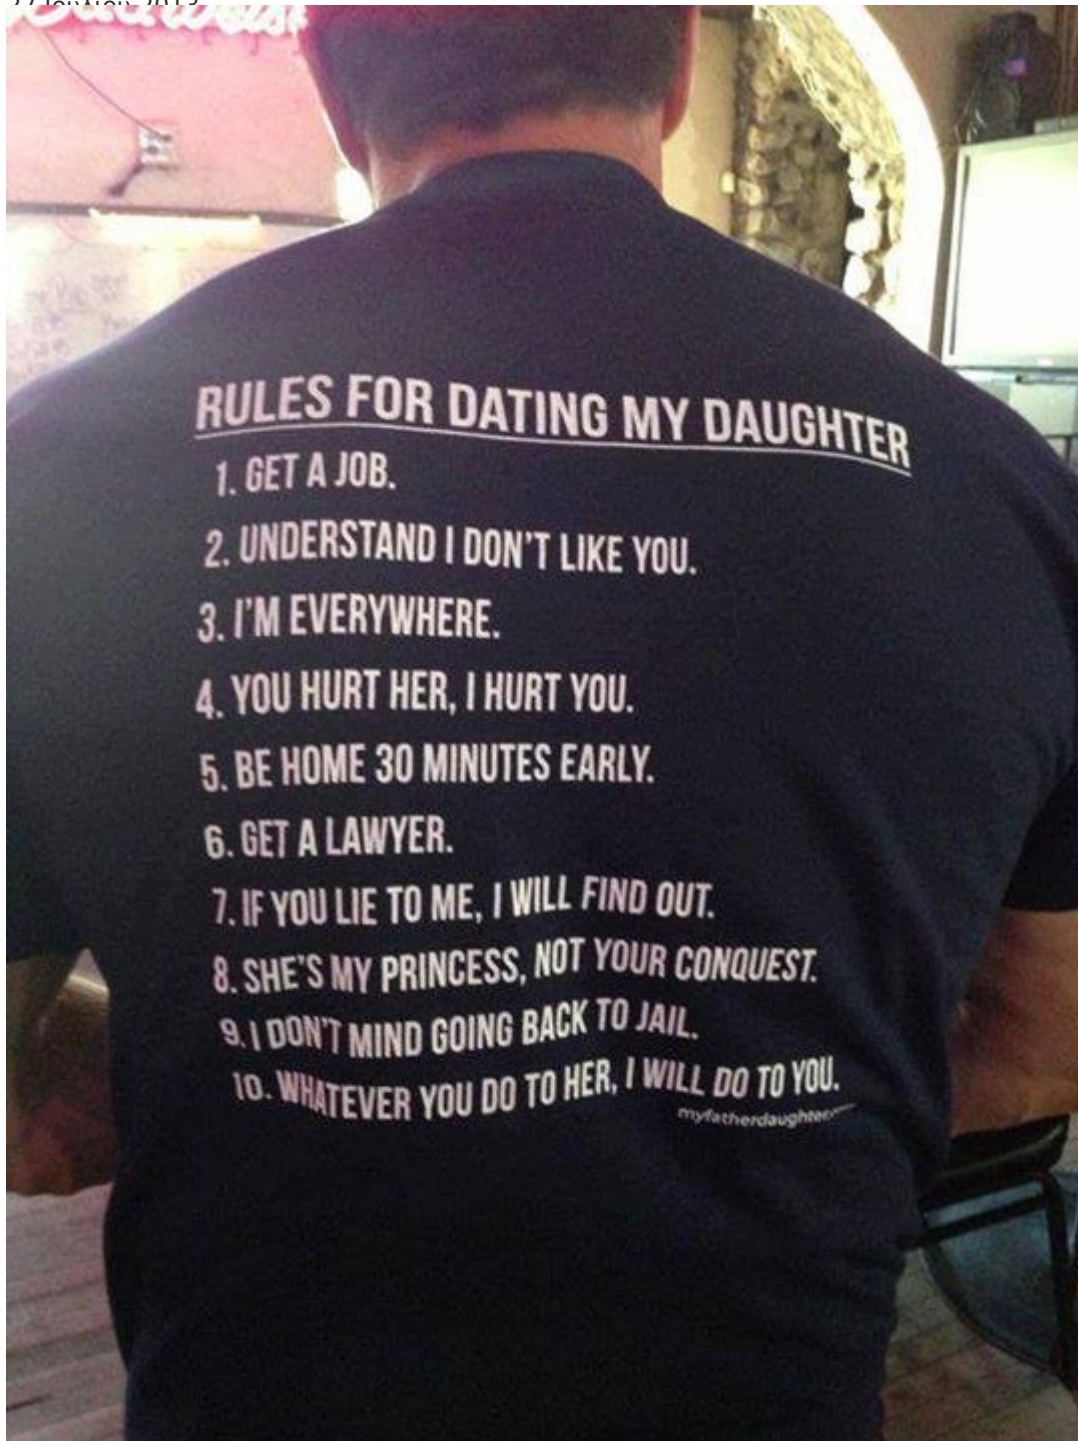 RULES FOR DATING MY DAUGHTER
1. GET A JOB.
2. UNDERSTAND I DON'T LIKE YOU.
3. I'M EVERYWHERE.
4. YOU HURT HER, I HURT YOU.
5. BE HOME 30 MINUTES EARLY.
6. GET A LAWYER.
7. IF YOU LIE TO ME, I WILL FIND OUT.
8. SHE'S MY PRINCESS, NOT YOUR CONQUEST.
9. I DON'T MIND GOING BACK TO JAIL.
10. WHATEVER YOU DO TO HER, I WILL DO TO YOU.
myfatherdaughter